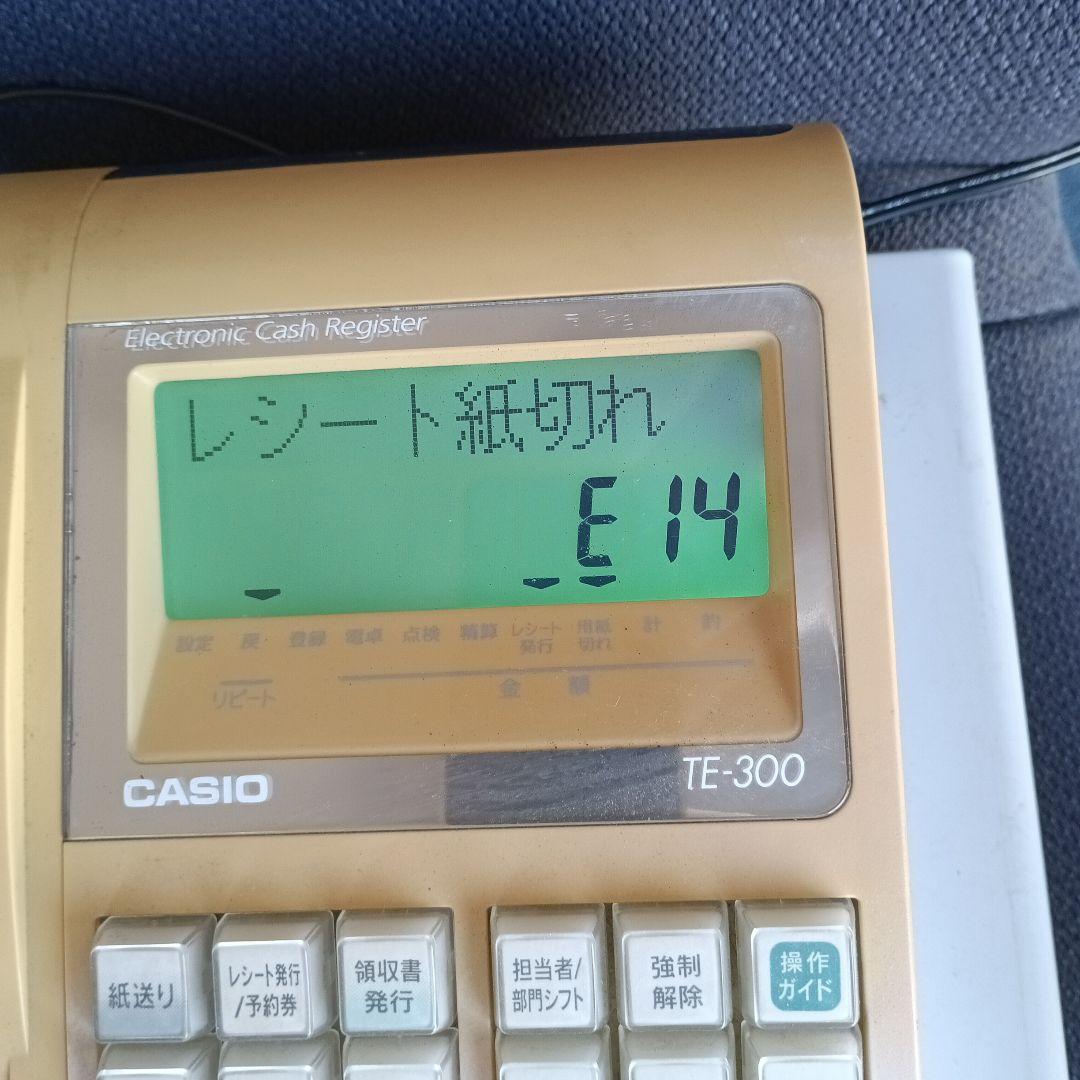 Electronic Cash Register
レシート紙切れ
E 14
設定 戻 登録 電卓 点検 精算 レシート発行 用紙切れ 計 釣
リピート 金額
CASIO TE-300
紙送り
レシート発行/予約券
領収書発行
担当者/部門シフト
強制解除
操作ガイド